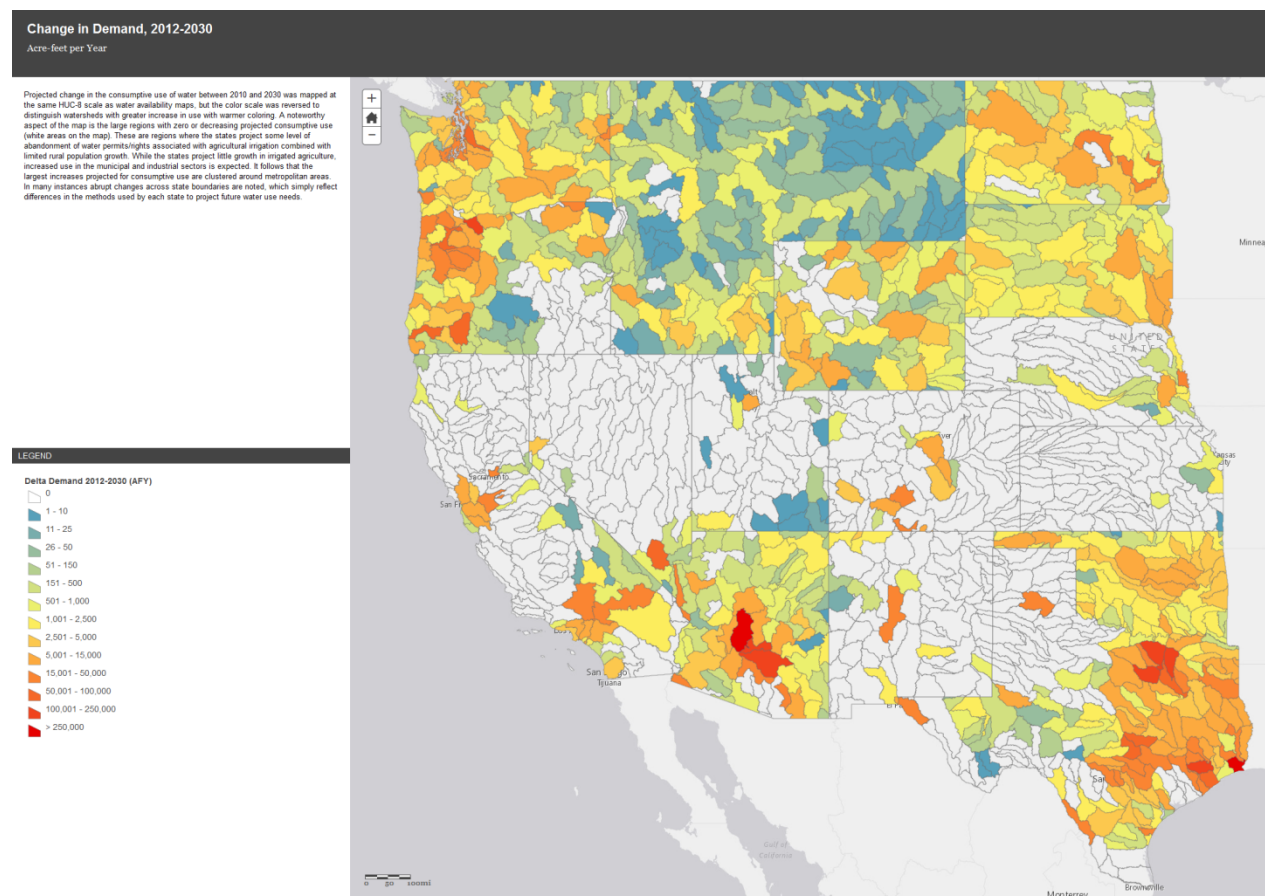 Change in Demand, 2012-2030
Acre-feet per Year
Projected change in the consumptive use of water between 2010 and 2030 was mapped at
the same HUC-8 scale as water availability maps, but the color scale was reversed to
distinguish watersheds with greater increase in use with warmer coloring. A noteworthy
aspect of the map is the large regions with zero or decreasing projected consumptive use
(white areas on the map). These are regions where the states project some level of
abandonment of water permits/rights associated with agricultural irrigation combined with
limited rural population growth. While the states project little growth in irrigated agriculture,
increased use in the municipal and industrial sectors is expected. It follows that the
largest increases projected for consumptive use are clustered around metropolitan areas.
In many instances abrupt changes across state boundaries are noted, which simply reflect
differences in the methods used by each state to project future water use needs.
LEGEND
Delta Demand 2012-2030 (AFY)
0
1 - 10
11 - 25
26 - 50
51 - 150
151 - 500
501 - 1,000
1,001 - 2,500
2,501 - 5,000
5,001 - 15,000
15,001 - 50,000
50,001 - 100,000
100,001 - 250,000
> 250,000
+
−
Minnea
UNITED
STATES
ver
Kansas
City
Sacramento
San Fr
Los
San
go
Tijuana
El Pa
San
Gulf of
California
Monterrey
Brownsville
0 50 100mi